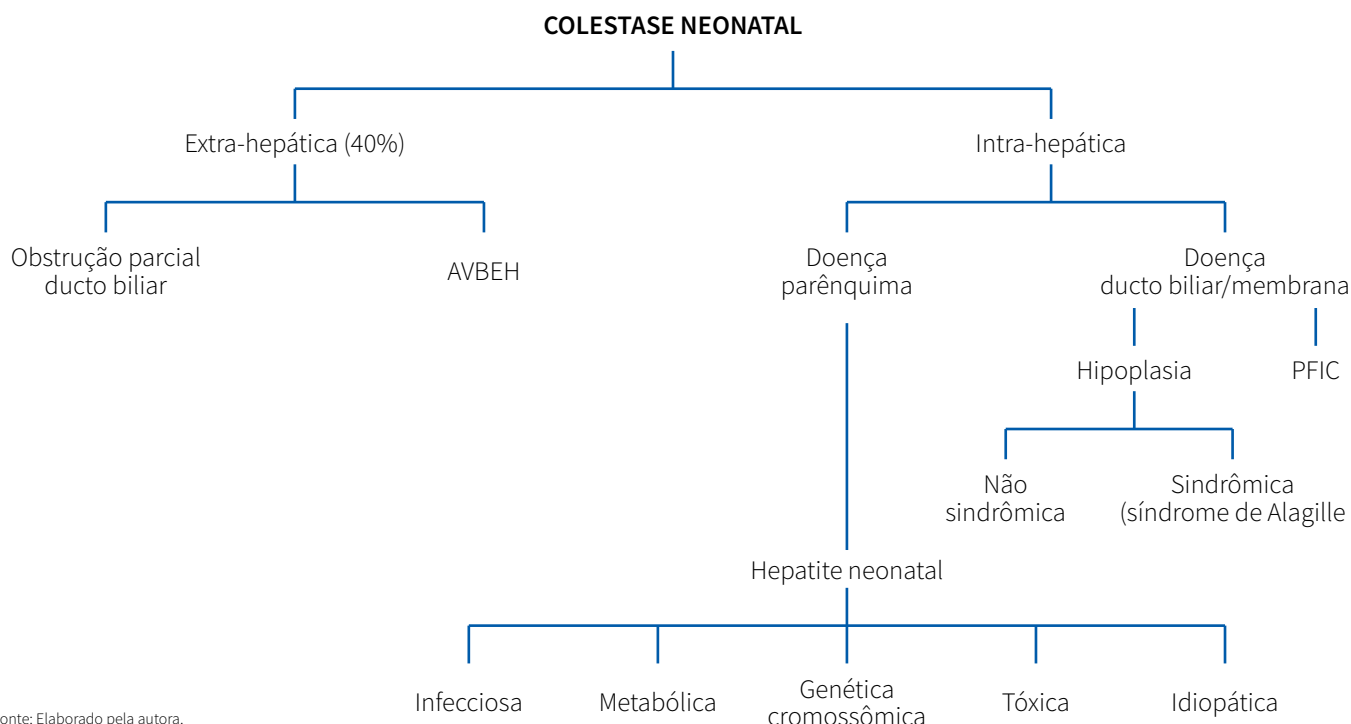 COLESTASE NEONATAL
Extra-hepática (40%)
Intra-hepática
Obstrução parcial
ducto biliar
AVBEH
Doença
parênquima
Doença
ducto biliar/membrana
Hipoplasia
PFIC
Não
sindrômica
Sindrômica
(síndrome de Alagille
Hepatite neonatal
Infecciosa
Metabólica
Genética
cromossômica
Tóxica
Idiopática
onte: Elaborado pela autora.